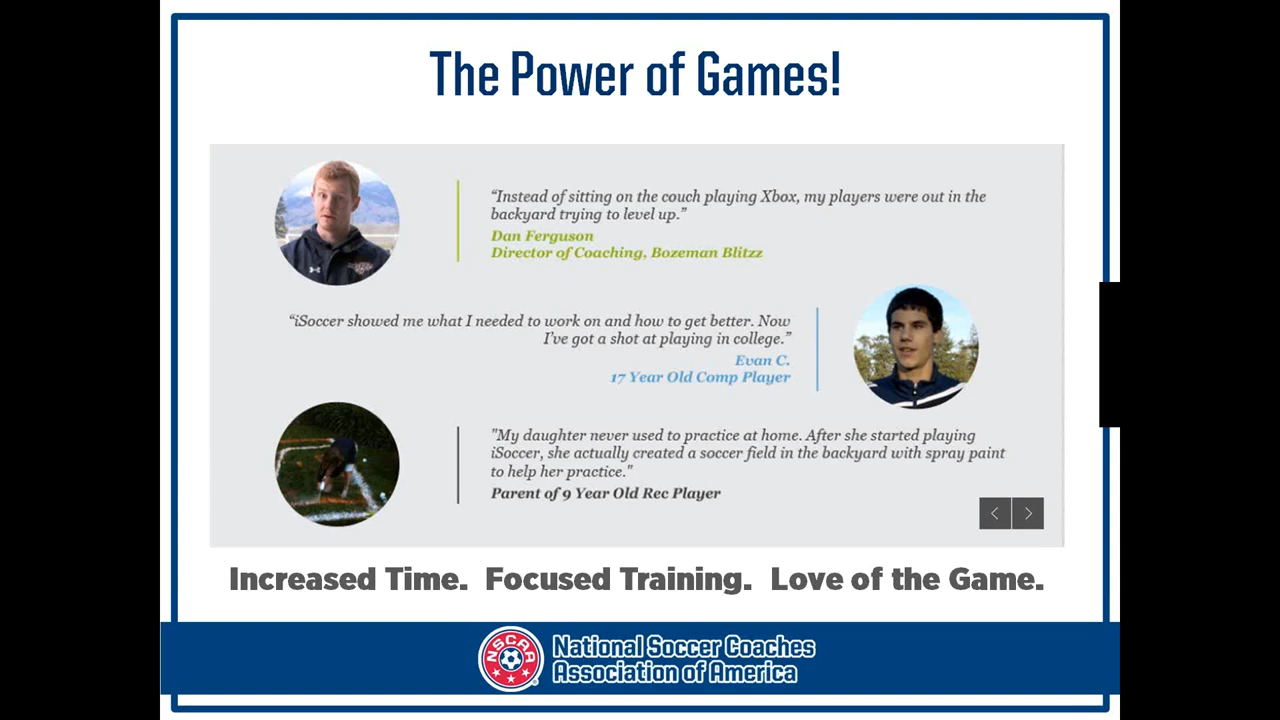 The Power of Games!
“Instead of sitting on the couch playing Xbox, my players were out in the
backyard trying to level up.”
Dan Ferguson
Director of Coaching, Bozeman Blitzz
“iSoccer showed me what I needed to work on and how to get better. Now
I’ve got a shot at playing in college.”
Evan C.
17 Year Old Comp Player
"My daughter never used to practice at home. After she started playing
iSoccer, she actually created a soccer field in the backyard with spray paint
to help her practice."
Parent of 9 Year Old Rec Player
Increased Time. Focused Training. Love of the Game.
NSCAA
National Soccer Coaches
Association of America